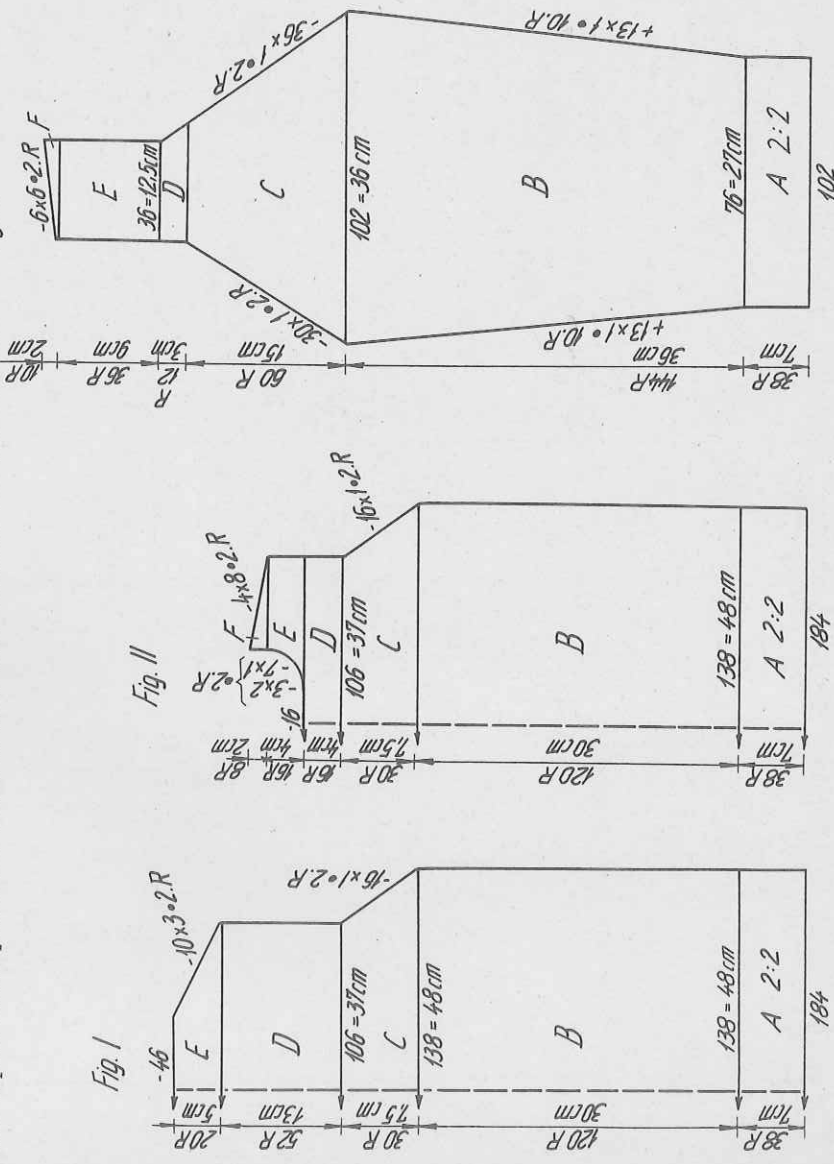 Fig. I
-46
-10x3•2.R
E
20R
5cm
D
52R
13cm
106=37cm
-16x1•2.R
C
30R
7,5 cm
138=48cm
B
120R
30cm
138=48cm
A 2:2
38R
7cm
184
Fig. II
F
-4x8•2.R
8R
2cm
-3x2
-7x1
•2.R
E
16R
4cm
-16
D
16R
4cm
106=37cm
-16x1•2.R
C
30R
7,5cm
B
120R
30cm
138=48cm
A 2:2
38R
7cm
184
-6x6•2.R
F
10R
2cm
E
36R
9cm
36=12,5cm
D
12
R
3cm
-30x1•2.R
-36x1•2.R
C
60R
15cm
102=36cm
B
+13x1•10.R
+13x1•10.R
144R
36cm
76=27cm
A 2:2
38R
7cm
102